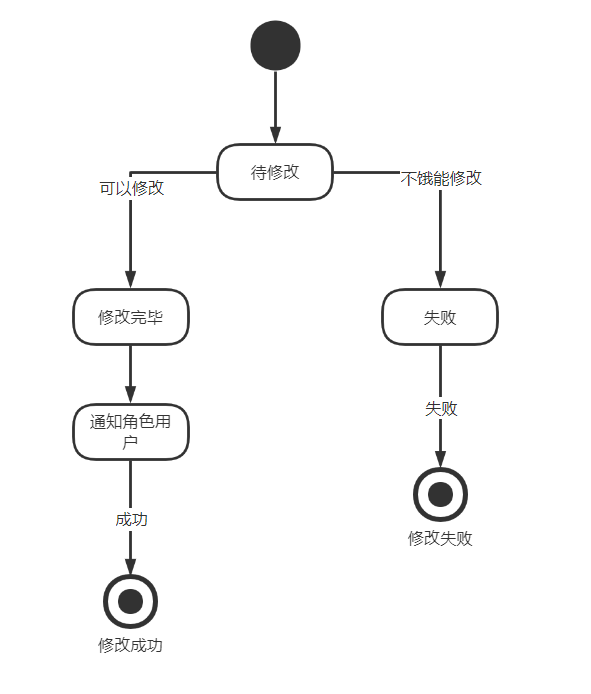 待修改
可以修改
不饿能修改
修改完毕
失败
通知角色用
户
失败
成功
修改失败
修改成功